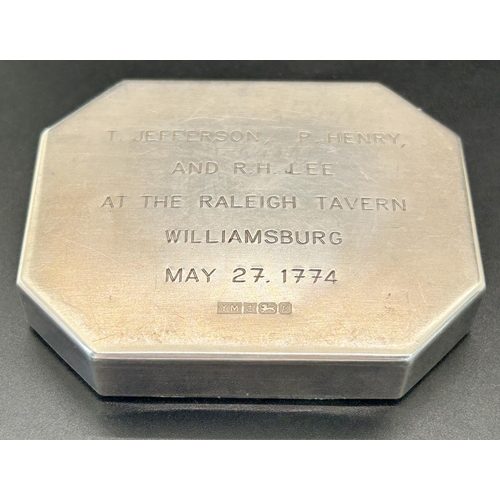 T. JEFFERSON, P. HENRY,
AND R.H. LEE
AT THE RALEIGH TAVERN
WILLIAMSBURG
MAY 27. 1774